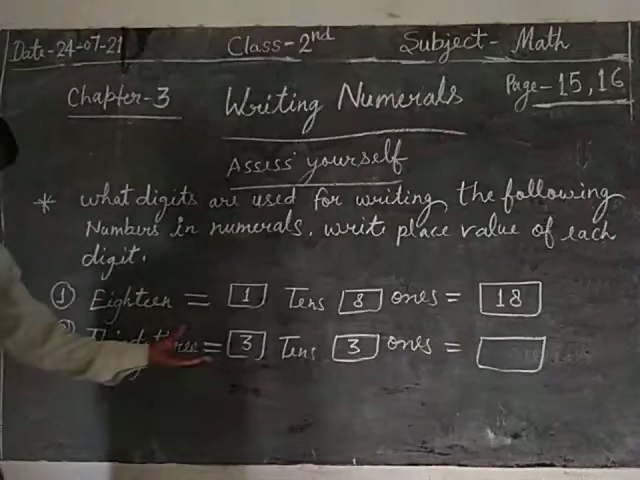 Date-24-07-21 Class-2nd Subject- Math
Chapter-3 Writing Numerals Page-15,16
Assess yourself
* what digits are used for writing the following
Numbers in numerals. write place value of each
digit.
① Eighteen = 1 Tens 8 ones = 18
= 3 Tens 3 ones =